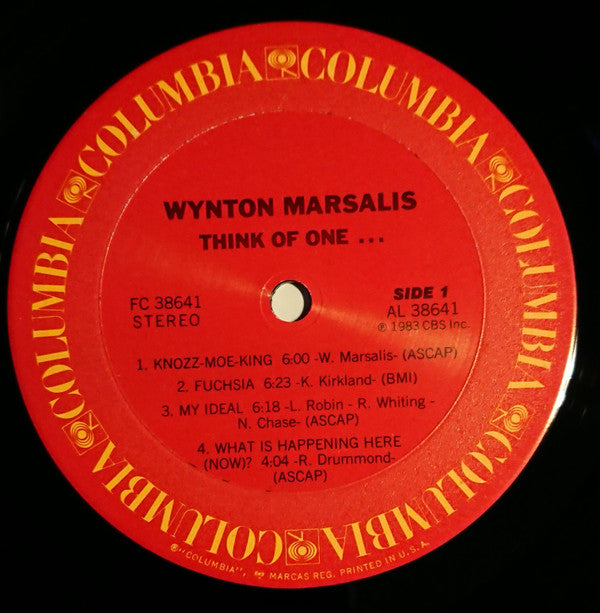 COLUMBIA COLUMBIA COLUMBIA COLUMBIA COLUMBIA COLUMBIA
WYNTON MARSALIS
THINK OF ONE ...
FC 38641
STEREO
SIDE 1
AL 38641
℗ 1983 CBS Inc.
1. KNOZZ-MOE-KING 6:00 -W. Marsalis- (ASCAP)
2. FUCHSIA 6:23 -K. Kirkland- (BMI)
3. MY IDEAL 6:18 -L. Robin - R. Whiting -
N. Chase- (ASCAP)
4. WHAT IS HAPPENING HERE
(NOW)? 4:04 -R. Drummond-
(ASCAP)
"COLUMBIA", MARCAS REG. PRINTED IN U.S.A.